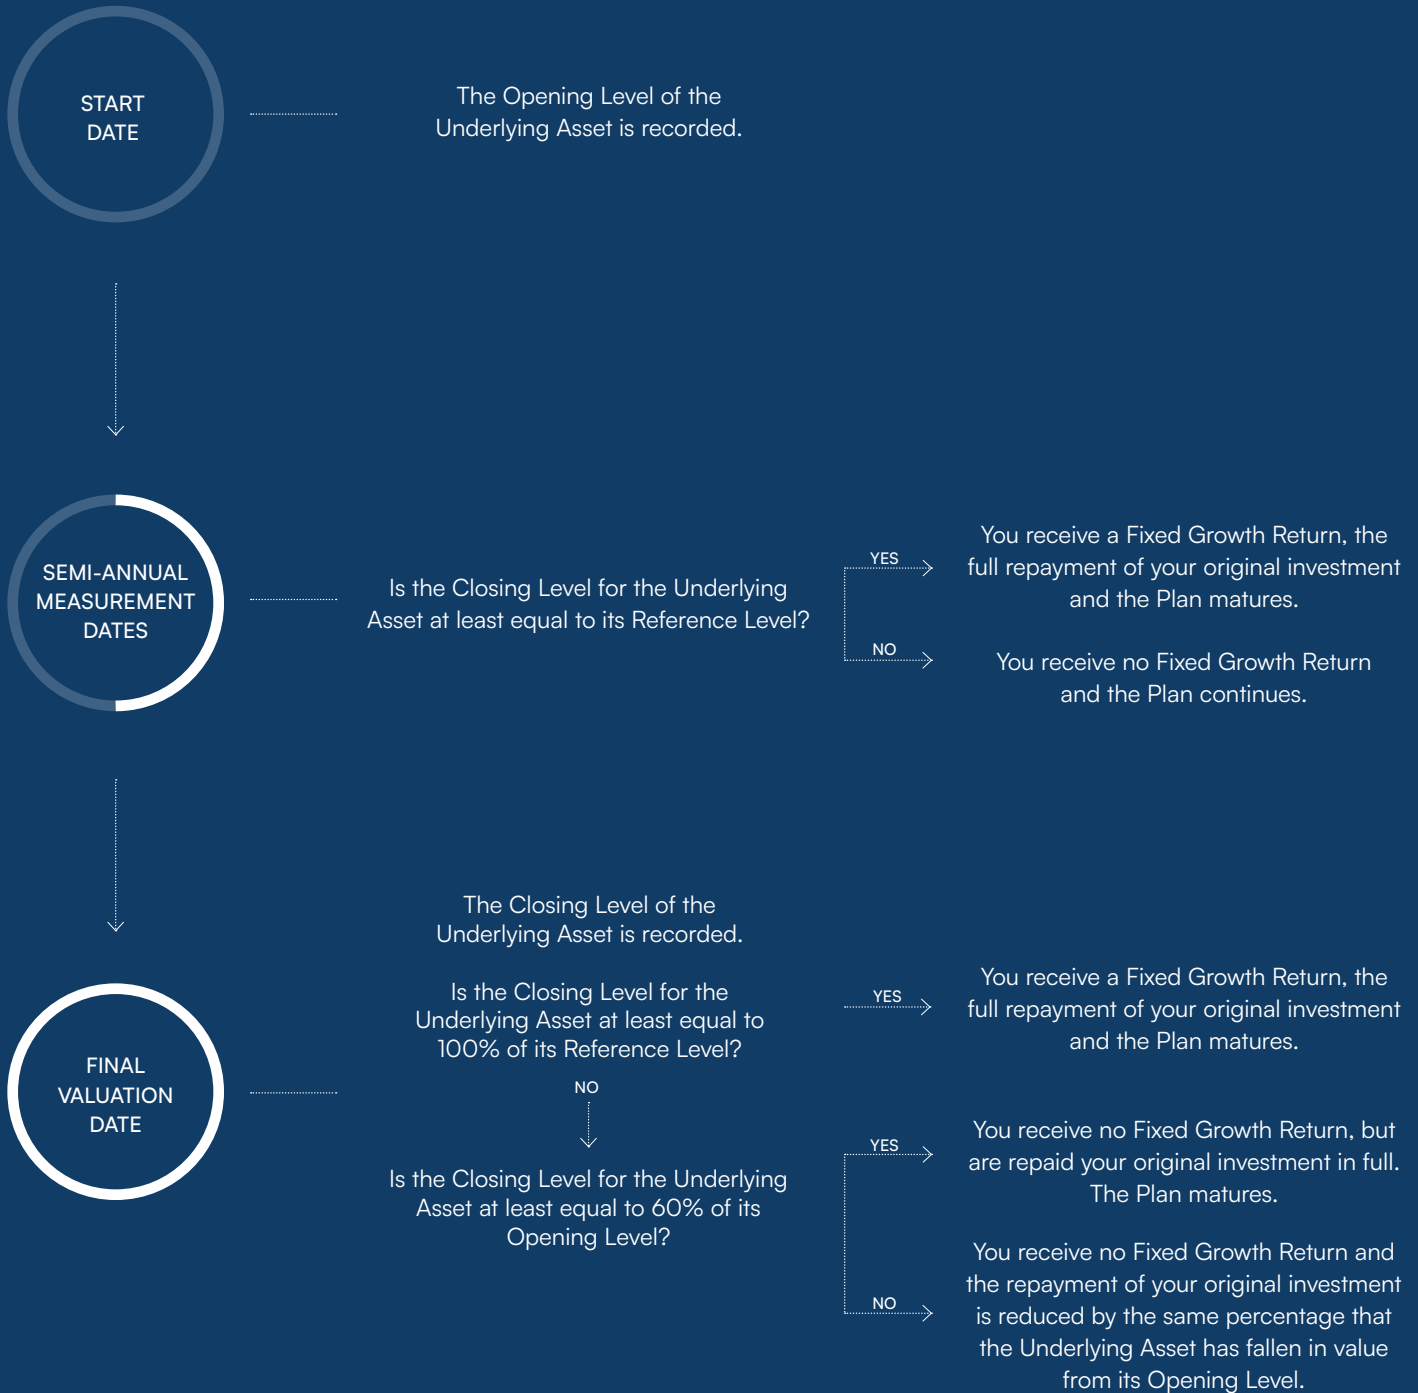 START
DATE
The Opening Level of the
Underlying Asset is recorded.
SEMI-ANNUAL
MEASUREMENT
DATES
Is the Closing Level for the Underlying
Asset at least equal to its Reference Level?
YES
You receive a Fixed Growth Return, the
full repayment of your original investment
and the Plan matures.
NO
You receive no Fixed Growth Return
and the Plan continues.
FINAL
VALUATION
DATE
The Closing Level of the
Underlying Asset is recorded.
Is the Closing Level for the
Underlying Asset at least equal to
100% of its Reference Level?
YES
You receive a Fixed Growth Return, the
full repayment of your original investment
and the Plan matures.
NO
Is the Closing Level for the Underlying
Asset at least equal to 60% of its
Opening Level?
YES
You receive no Fixed Growth Return, but
are repaid your original investment in full.
The Plan matures.
NO
You receive no Fixed Growth Return and
the repayment of your original investment
is reduced by the same percentage that
the Underlying Asset has fallen in value
from its Opening Level.